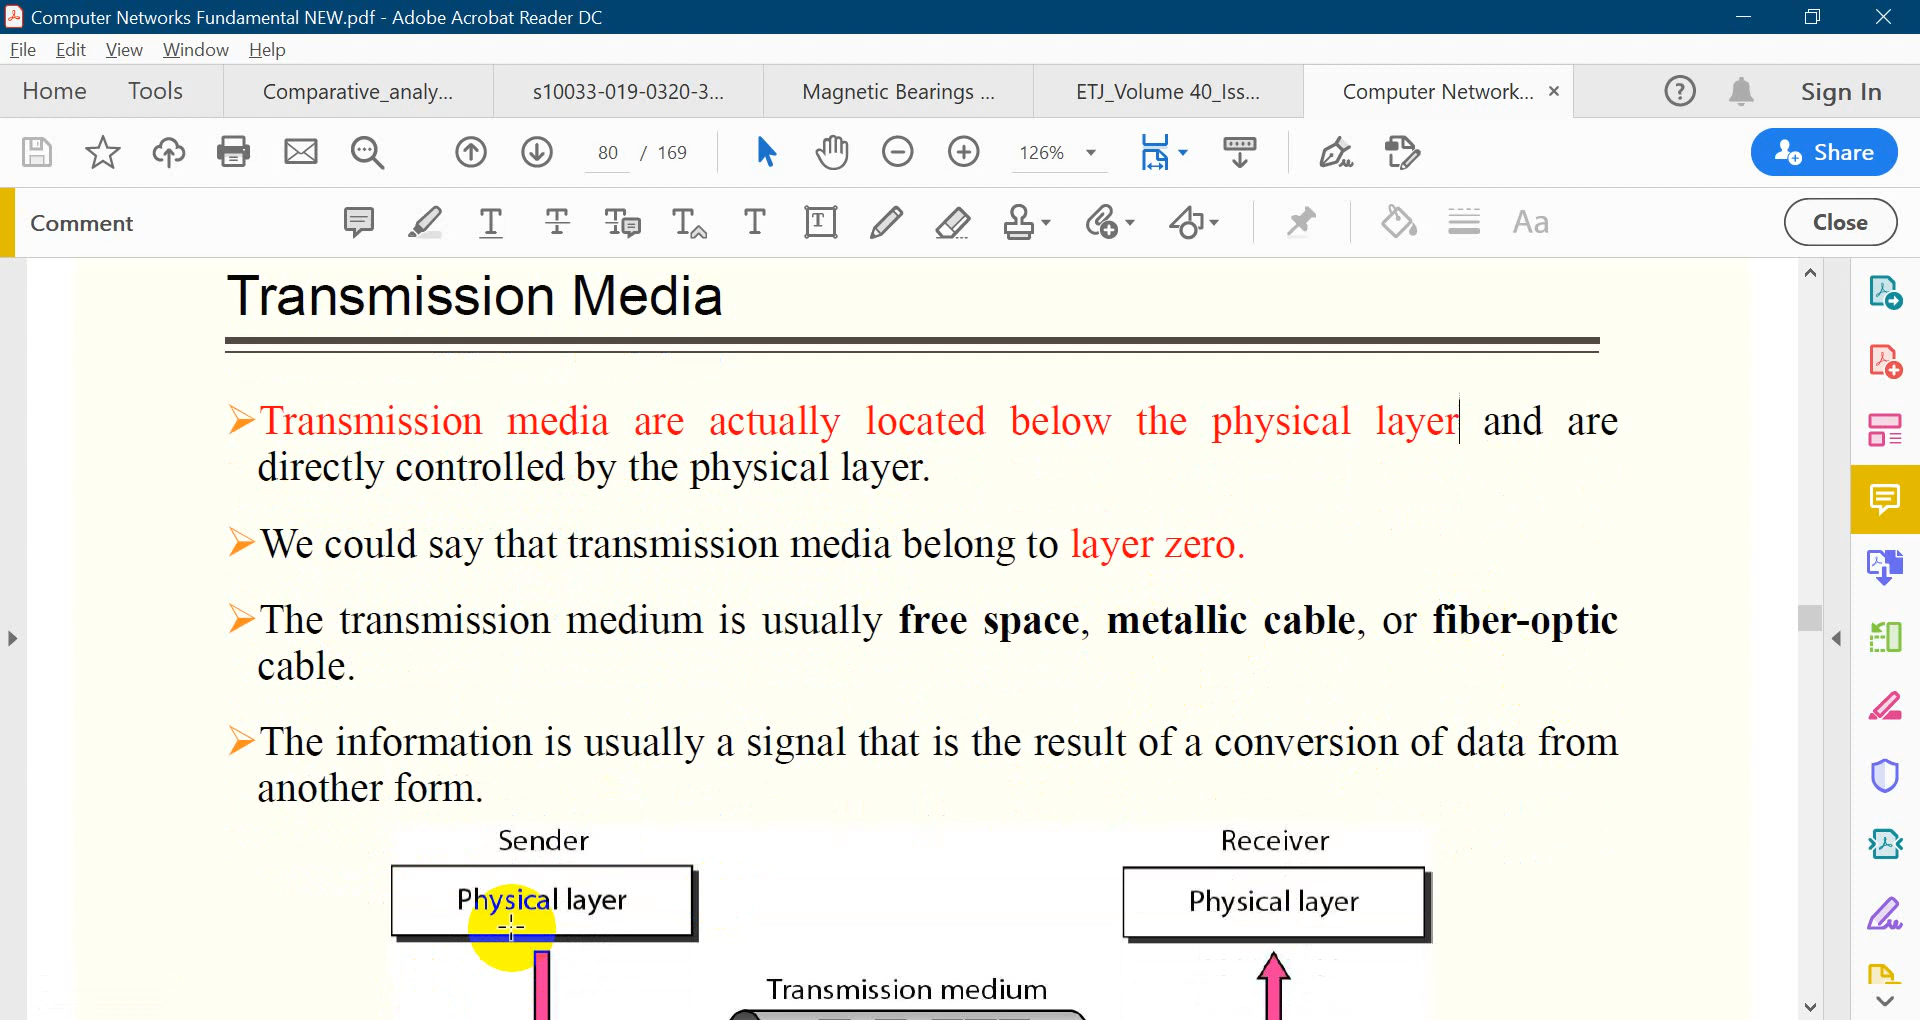 Computer Networks Fundamental NEW.pdf - Adobe Acrobat Reader DC
File Edit View Window Help
Home Tools Comparative_analy... s10033-019-0320-3... Magnetic Bearings ... ETJ_Volume 40_Iss... Computer Network... × Sign In
80 / 169 126% Share
Comment Aa Close
Transmission Media
Transmission media are actually located below the physical layer and are
directly controlled by the physical layer.
We could say that transmission media belong to layer zero.
The transmission medium is usually free space, metallic cable, or fiber-optic
cable.
The information is usually a signal that is the result of a conversion of data from
another form.
Sender Receiver
Physical layer Physical layer
Transmission medium